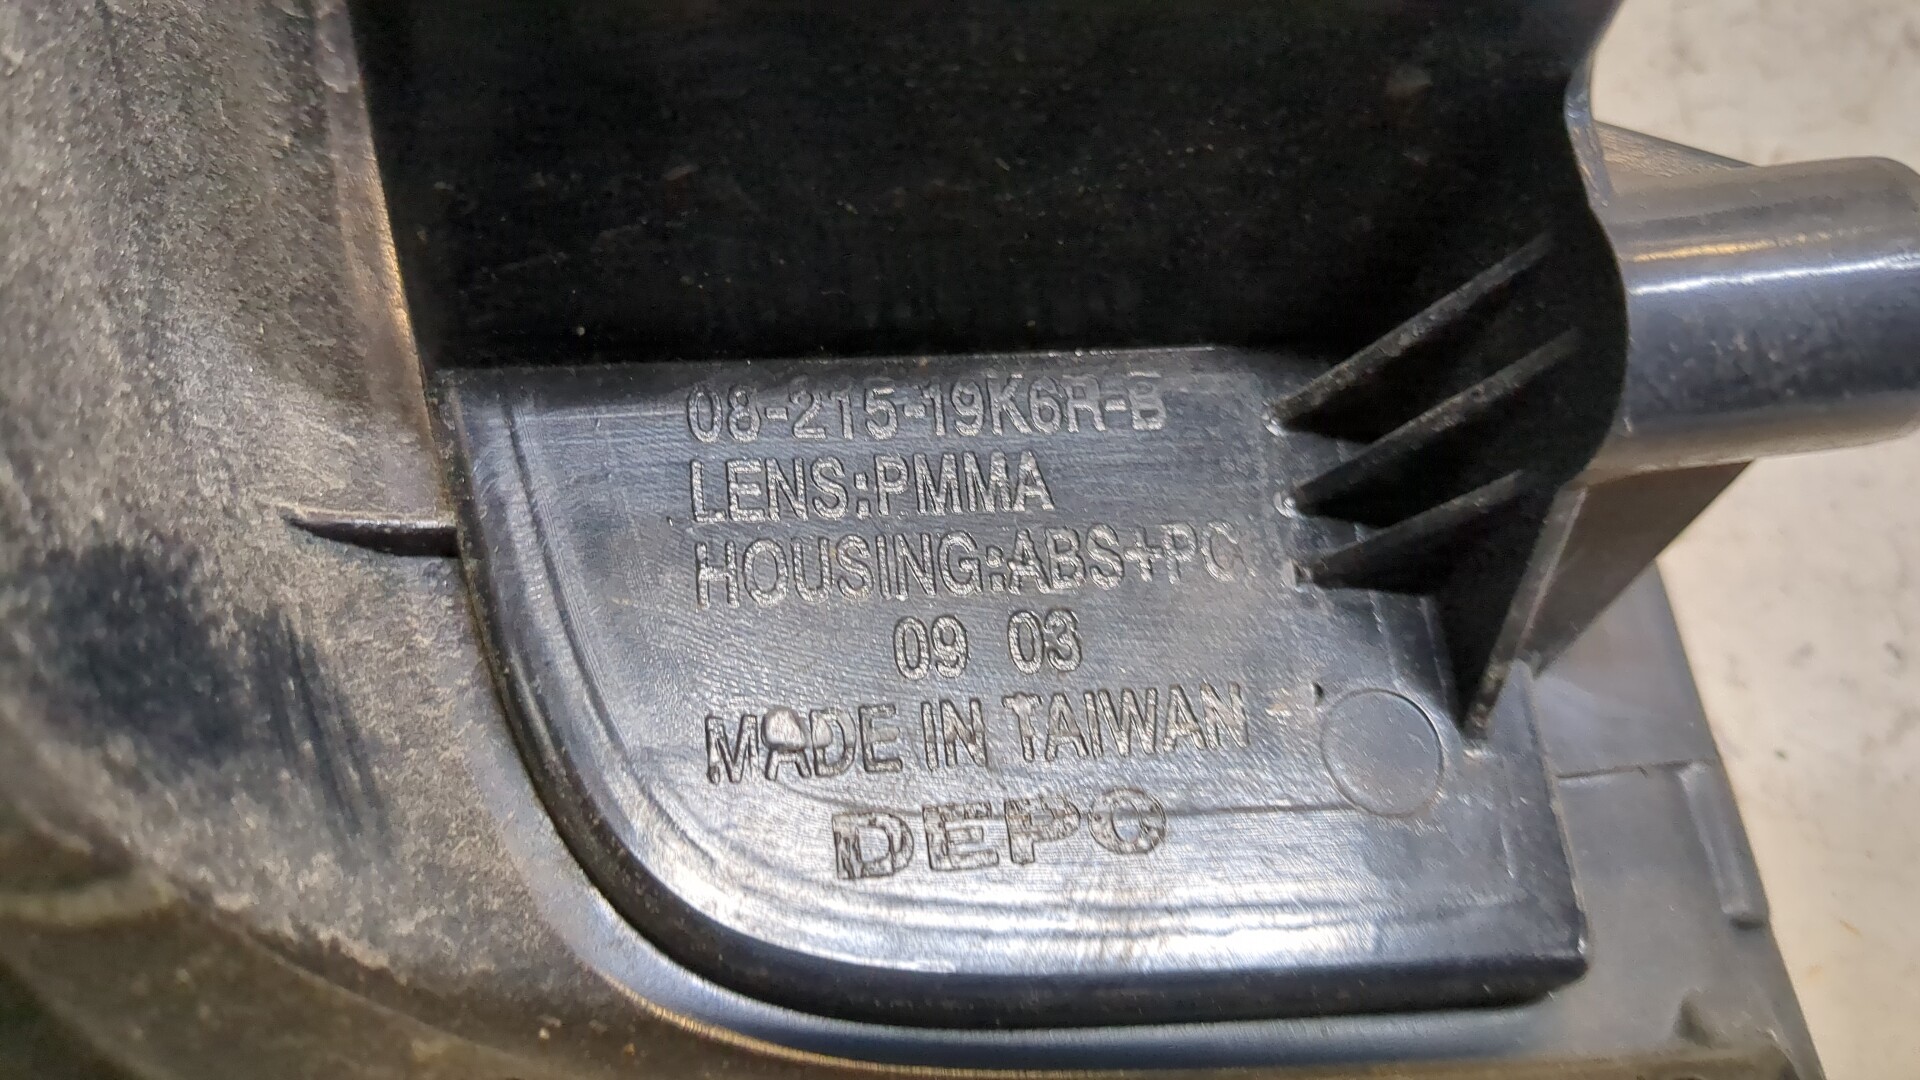 08-215-19K6R-B
LENS:PMMA
HOUSING:ABS+PC
09 03
MADE IN TAIWAN
DEPO